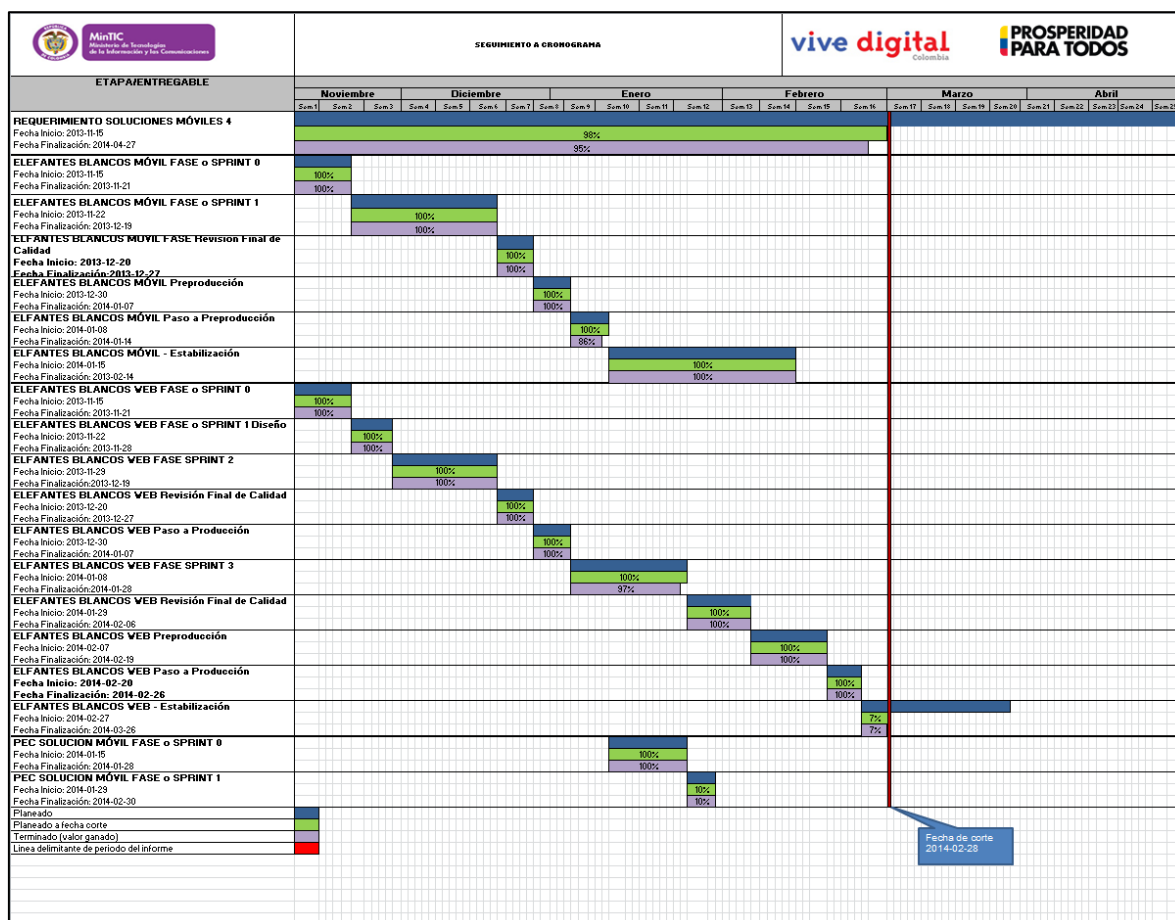 MinTIC
Ministerio de Tecnologías
de la Información y las Comunicaciones
SEGUIMIENTO A CRONOGRAMA
vive digital
Colombia
PROSPERIDAD
PARA TODOS
ETAPA/ENTREGABLE
Noviembre Diciembre Enero Febrero Marzo Abril
Sem 1 Sem 2 Sem 3 Sem 4 Sem 5 Sem 6 Sem 7 Sem 8 Sem 9 Sem 10 Sem 11 Sem 12 Sem 13 Sem 14 Sem 15 Sem 16 Sem 17 Sem 18 Sem 19 Sem 20 Sem 21 Sem 22 Sem 23 Sem 24 Sem 25
REQUERIMIENTO SOLUCIONES MÓVILES 4
Fecha Inicio: 2013-11-15
98%
Fecha Finalización: 2014-04-27
95%
ELEFANTES BLANCOS MÓVIL FASE o SPRINT 0
Fecha Inicio: 2013-11-15
100%
Fecha Finalización: 2013-11-21
100%
ELEFANTES BLANCOS MÓVIL FASE o SPRINT 1
Fecha Inicio: 2013-11-22
100%
Fecha Finalización: 2013-12-19
100%
ELFANTES BLANCOS MÓVIL FASE Revisión Final de
Calidad
Fecha Inicio: 2013-12-20
100%
Fecha Finalización:2013-12-27
100%
ELEFANTES BLANCOS MÓVIL Preproducción
Fecha Inicio: 2013-12-30
100%
Fecha Finalización: 2014-01-07
100%
ELFANTES BLANCOS MÓVIL Paso a Preproducción
Fecha Inicio: 2014-01-08
100%
Fecha Finalización: 2014-01-14
86%
ELFANTES BLANCOS MÓVIL - Estabilización
Fecha Inicio: 2014-01-15
100%
Fecha Finalización: 2013-02-14
100%
ELEFANTES BLANCOS WEB FASE o SPRINT 0
Fecha Inicio: 2013-11-15
100%
Fecha Finalización: 2013-11-21
100%
ELEFANTES BLANCOS WEB FASE o SPRINT 1 Diseño
Fecha Inicio: 2013-11-22
100%
Fecha Finalización: 2013-11-28
100%
ELFANTES BLANCOS WEB FASE SPRINT 2
Fecha Inicio: 2013-11-29
100%
Fecha Finalización:2013-12-19
100%
ELEFANTES BLANCOS WEB Revisión Final de Calidad
Fecha Inicio: 2013-12-20
100%
Fecha Finalización: 2013-12-27
100%
ELFANTES BLANCOS WEB Paso a Producción
Fecha Inicio: 2013-12-30
100%
Fecha Finalización: 2014-01-07
100%
ELFANTES BLANCOS WEB FASE SPRINT 3
Fecha Inicio: 2014-01-08
100%
Fecha Finalización:2014-01-28
97%
ELEFANTES BLANCOS WEB Revisión Final de Calidad
Fecha Inicio: 2014-01-29
100%
Fecha Finalización: 2014-02-06
100%
ELFANTES BLANCOS WEB Preproducción
Fecha Inicio: 2014-02-07
100%
Fecha Finalización: 2014-02-19
100%
ELFANTES BLANCOS WEB Paso a Producción
Fecha Inicio: 2014-02-20
100%
Fecha Finalización: 2014-02-26
100%
ELFANTES BLANCOS WEB - Estabilización
Fecha Inicio: 2014-02-27
7%
Fecha Finalización: 2014-03-26
7%
PEC SOLUCION MÓVIL FASE o SPRINT 0
Fecha Inicio: 2014-01-15
100%
Fecha Finalización: 2014-01-28
100%
PEC SOLUCION MÓVIL FASE o SPRINT 1
Fecha Inicio: 2014-01-29
10%
Fecha Finalización: 2014-02-30
10%
Planeado
Planeado a fecha corte
Terminado (valor ganado)
Linea delimitante de periodo del informe
Fecha de corte
2014-02-28